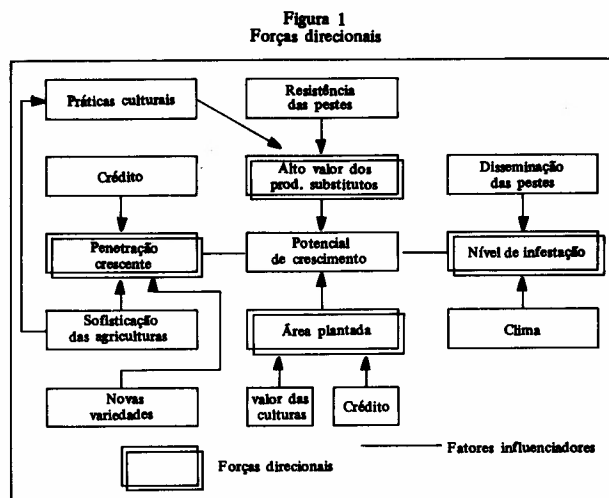 Figura 1
Forças direcionais
Práticas culturais
Resistência
das pestes
Crédito
Alto valor dos
prod. substitutos
Disseminação
das pestes
Penetração
crescente
Potencial
de crescimento
Nível de infestação
Sofisticação
das agriculturas
Área plantada
Clima
Novas
variedades
valor das
culturas
Crédito
Fatores influenciadores
Forças direcionais